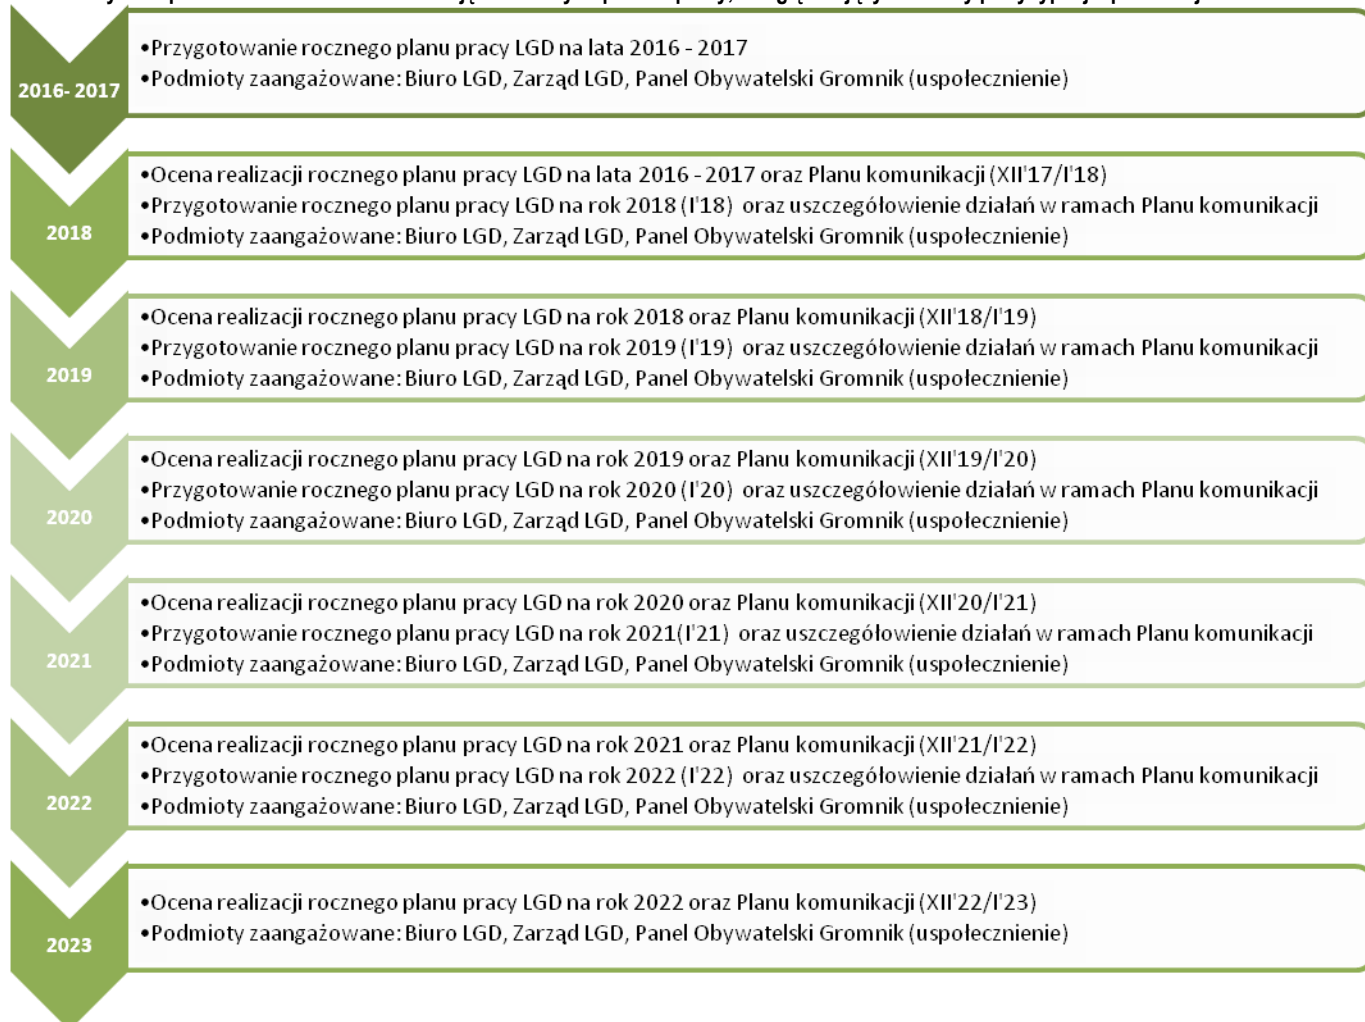 2016- 2017
•Przygotowanie rocznego planu pracy LGD na lata 2016 - 2017
•Podmioty zaangażowane: Biuro LGD, Zarząd LGD, Panel Obywatelski Gromnik (uspołecznienie)
2018
•Ocena realizacji rocznego planu pracy LGD na lata 2016 - 2017 oraz Planu komunikacji (XII'17/I'18)
•Przygotowanie rocznego planu pracy LGD na rok 2018 (I'18) oraz uszczegółowienie działań w ramach Planu komunikacji
•Podmioty zaangażowane: Biuro LGD, Zarząd LGD, Panel Obywatelski Gromnik (uspołecznienie)
2019
•Ocena realizacji rocznego planu pracy LGD na rok 2018 oraz Planu komunikacji (XII'18/I'19)
•Przygotowanie rocznego planu pracy LGD na rok 2019 (I'19) oraz uszczegółowienie działań w ramach Planu komunikacji
•Podmioty zaangażowane: Biuro LGD, Zarząd LGD, Panel Obywatelski Gromnik (uspołecznienie)
2020
•Ocena realizacji rocznego planu pracy LGD na rok 2019 oraz Planu komunikacji (XII'19/I'20)
•Przygotowanie rocznego planu pracy LGD na rok 2020 (I'20) oraz uszczegółowienie działań w ramach Planu komunikacji
•Podmioty zaangażowane: Biuro LGD, Zarząd LGD, Panel Obywatelski Gromnik (uspołecznienie)
2021
•Ocena realizacji rocznego planu pracy LGD na rok 2020 oraz Planu komunikacji (XII'20/I'21)
•Przygotowanie rocznego planu pracy LGD na rok 2021(I'21) oraz uszczegółowienie działań w ramach Planu komunikacji
•Podmioty zaangażowane: Biuro LGD, Zarząd LGD, Panel Obywatelski Gromnik (uspołecznienie)
2022
•Ocena realizacji rocznego planu pracy LGD na rok 2021 oraz Planu komunikacji (XII'21/I'22)
•Przygotowanie rocznego planu pracy LGD na rok 2022 (I'22) oraz uszczegółowienie działań w ramach Planu komunikacji
•Podmioty zaangażowane: Biuro LGD, Zarząd LGD, Panel Obywatelski Gromnik (uspołecznienie)
2023
•Ocena realizacji rocznego planu pracy LGD na rok 2022 oraz Planu komunikacji (XII'22/I'23)
•Podmioty zaangażowane: Biuro LGD, Zarząd LGD, Panel Obywatelski Gromnik (uspołecznienie)